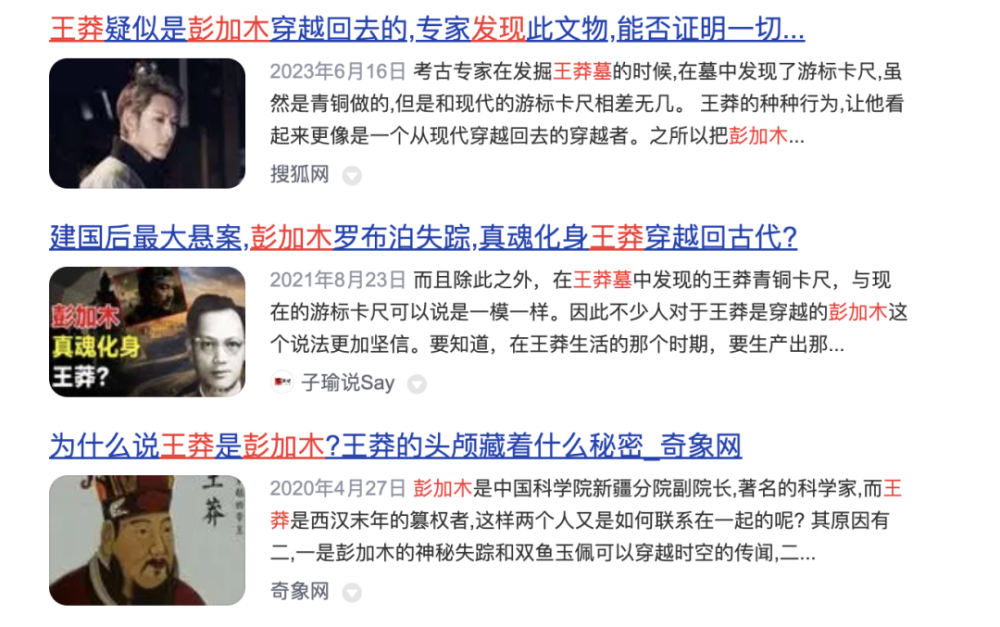 王莽疑似是彭加木穿越回去的,专家发现此文物,能否证明一切...
2023年6月16日 考古专家在发掘王莽墓的时候,在墓中发现了游标卡尺,虽
然是青铜做的,但是和现代的游标卡尺相差无几。 王莽的种种行为,让他看
起来更像是一个从现代穿越回去的穿越者。之所以把彭加木...
搜狐网
建国后最大悬案,彭加木罗布泊失踪,真魂化身王莽穿越回古代?
彭加木
真魂化身
王莽?
2021年8月23日 而且除此之外，在王莽墓中发现的王莽青铜卡尺，与现
在的游标卡尺可以说是一模一样。因此不少人对于王莽是穿越的彭加木这
个说法更加坚信。要知道，在王莽生活的那个时期，要生产出那...
子瑜说Say
为什么说王莽是彭加木?王莽的头颅藏着什么秘密_奇象网
王莽
2020年4月27日 彭加木是中国科学院新疆分院副院长,著名的科学家,而王
莽是西汉末年的篡权者,这样两个人又是如何联系在一起的呢? 其原因有
二,一是彭加木的神秘失踪和双鱼玉佩可以穿越时空的传闻,二...
奇象网